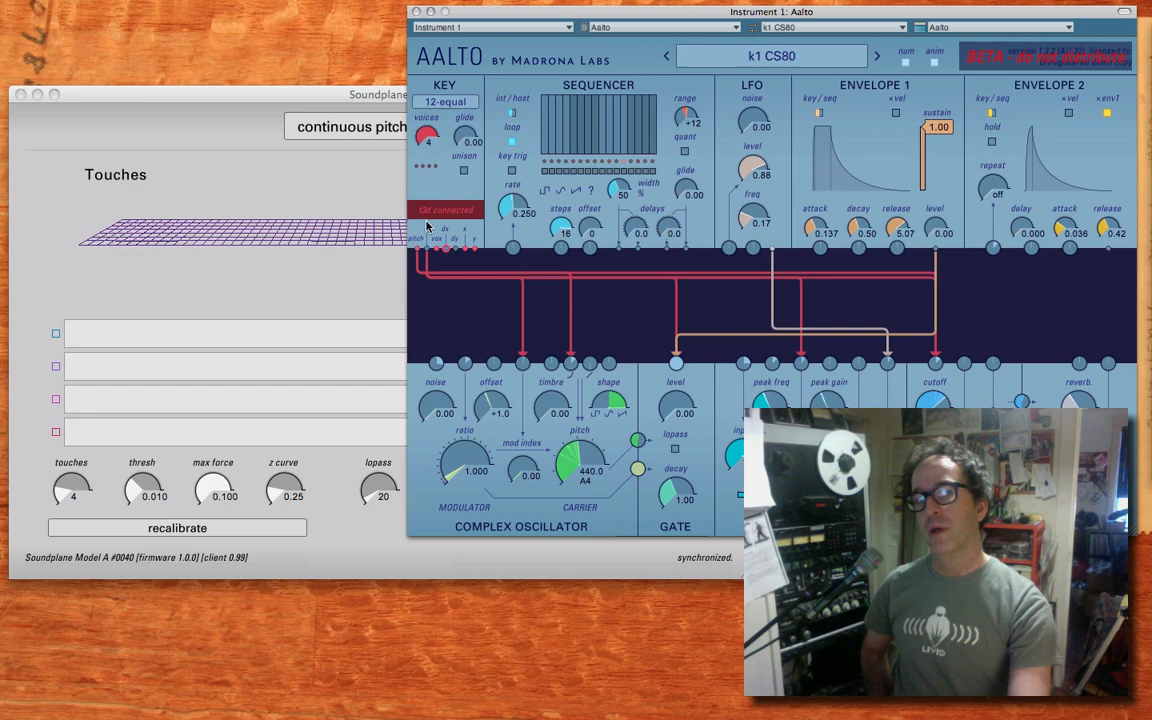 Instrument 1: Aalto
Instrument 1
Aalto
k1 CS80
Aalto
AALTO BY MADRONA LABS
k1 CS80
num
anim
BETA - do not distribute
KEY
12-equal
voices
glide
4
0.00
unison
t3d connected
pitch
vox
dx
dy
x
y
SEQUENCER
int / host
loop
key trig
rate
0.250
range
+12
quant
glide
0.00
width
%
50
steps
16
offset
0
delays
0.0
0.0
LFO
noise
0.00
level
0.88
freq
0.17
ENVELOPE 1
key / seq
×vel
sustain
1.00
attack
0.137
decay
0.50
release
5.07
level
0.00
ENVELOPE 2
key / seq
×vel
×env1
hold
repeat
off
delay
0.000
attack
0.036
release
0.42
noise
0.00
offset
+1.0
timbre
0.00
shape
ratio
1.000
mod index
0.00
pitch
440.0
A4
MODULATOR
CARRIER
COMPLEX OSCILLATOR
level
0.00
lopass
decay
1.00
GATE
peak freq
peak gain
cutoff
reverb.
Soundplane
continuous pitch
Touches
touches
4
thresh
0.010
max force
0.100
z curve
0.25
lopass
20
recalibrate
Soundplane Model A #0040 [firmware 1.0.0] [client 0.99]
synchronized.
LIVID